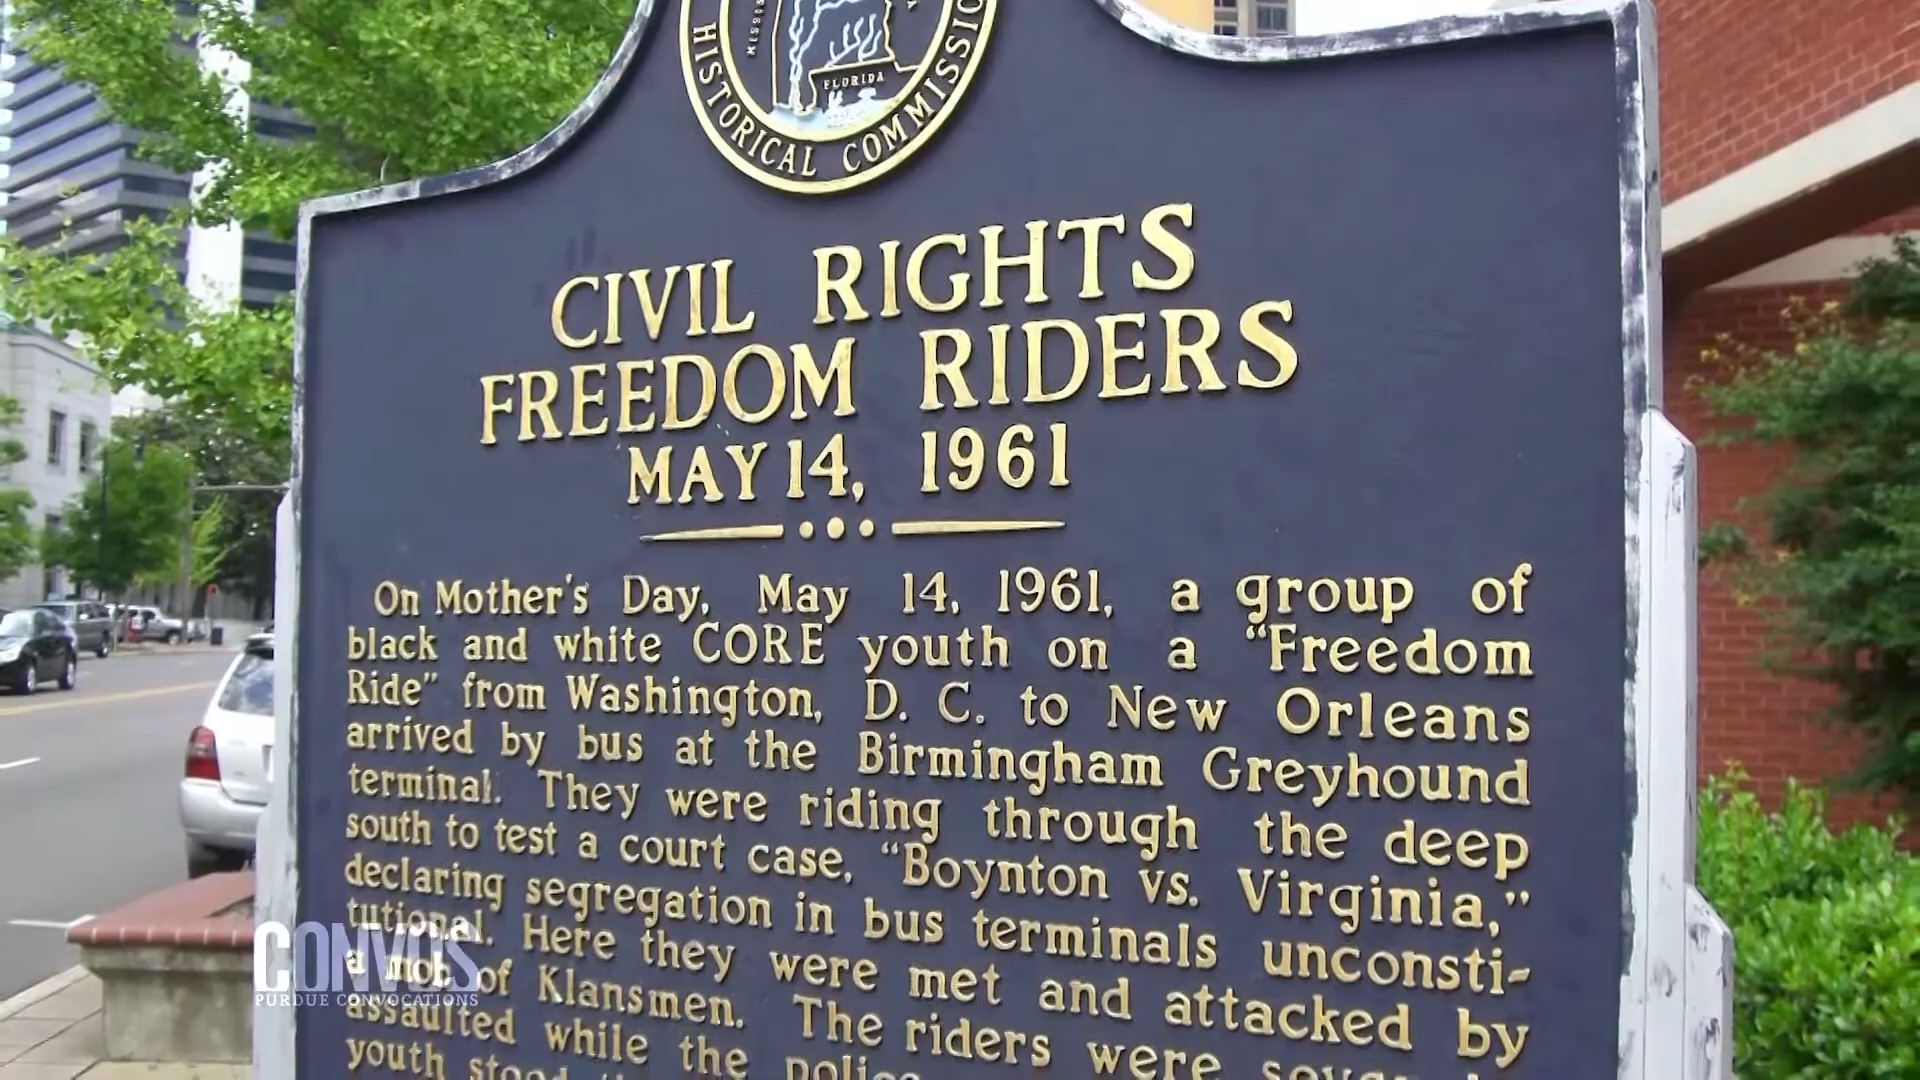 HISTORICAL COMMISSIO
FLORIDA
CIVIL RIGHTS
FREEDOM RIDERS
MAY 14, 1961
On Mother's Day, May 14, 1961, a group of
black and white CORE youth on a "Freedom
Ride" from Washington, D. C. to New Orleans
arrived by bus at the Birmingham Greyhound
terminal. They were riding through the deep
south to test a court case, "Boynton vs. Virginia,"
declaring segregation in bus terminals unconsti-
tutional. Here they were met and attacked by
a mob of Klansmen. The riders were
assaulted while the police
youth stood
CONVOS
PURDUE CONVOCATIONS